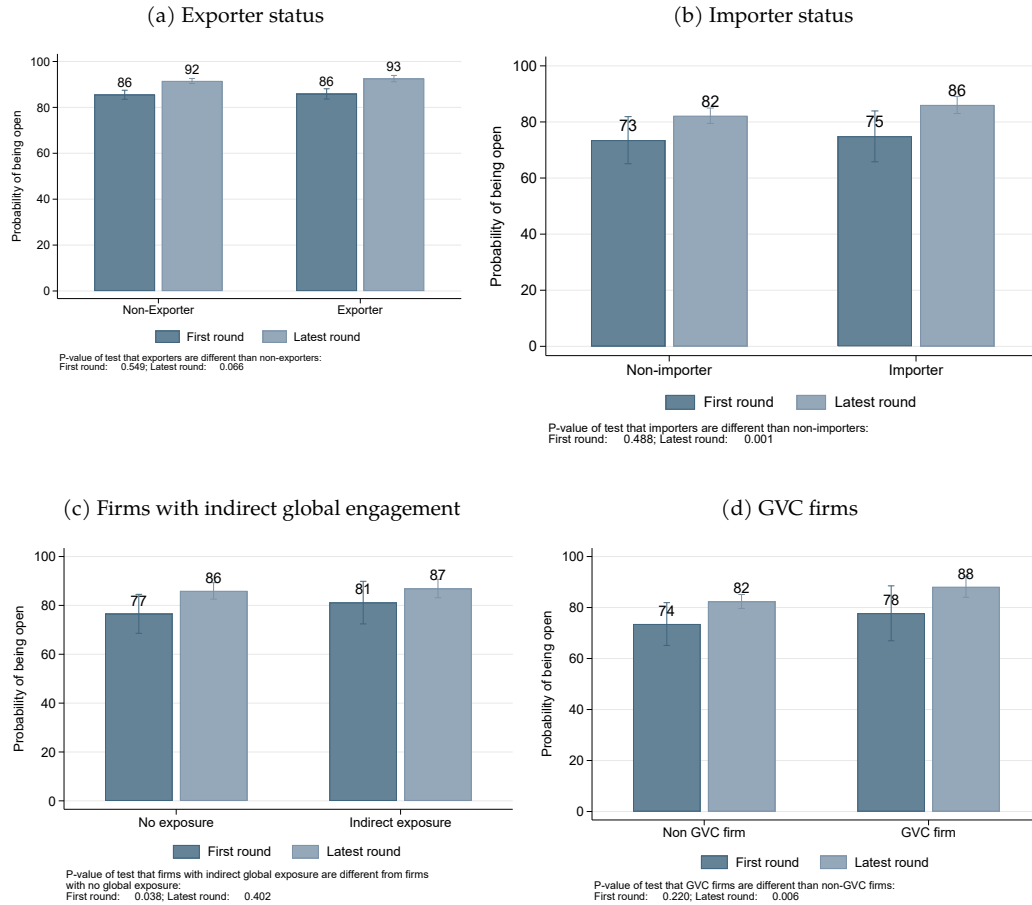 (a) Exporter status
Probability of being open
100
80
60
40
20
0
86
92
86
93
Non-Exporter
Exporter
First round
Latest round
P-value of test that exporters are different than non-exporters:
First round: 0.549; Latest round: 0.066
(b) Importer status
Probability of being open
100
80
60
40
20
0
73
82
75
86
Non-importer
Importer
First round
Latest round
P-value of test that importers are different than non-importers:
First round: 0.488; Latest round: 0.001
(c) Firms with indirect global engagement
Probability of being open
100
80
60
40
20
0
77
86
81
87
No exposure
Indirect exposure
First round
Latest round
P-value of test that firms with indirect global exposure are different from firms
with no global exposure:
First round: 0.038; Latest round: 0.402
(d) GVC firms
Probability of being open
100
80
60
40
20
0
74
82
78
88
Non GVC firm
GVC firm
First round
Latest round
P-value of test that GVC firms are different than non-GVC firms:
First round: 0.220; Latest round: 0.006